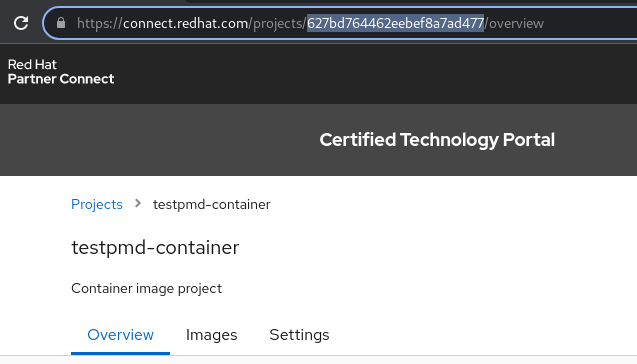 https://connect.redhat.com/projects/627bd764462eebef8a7ad477/overview
Red Hat
Partner Connect
Certified Technology Portal
Projects > testpmd-container
testpmd-container
Container image project
Overview Images Settings